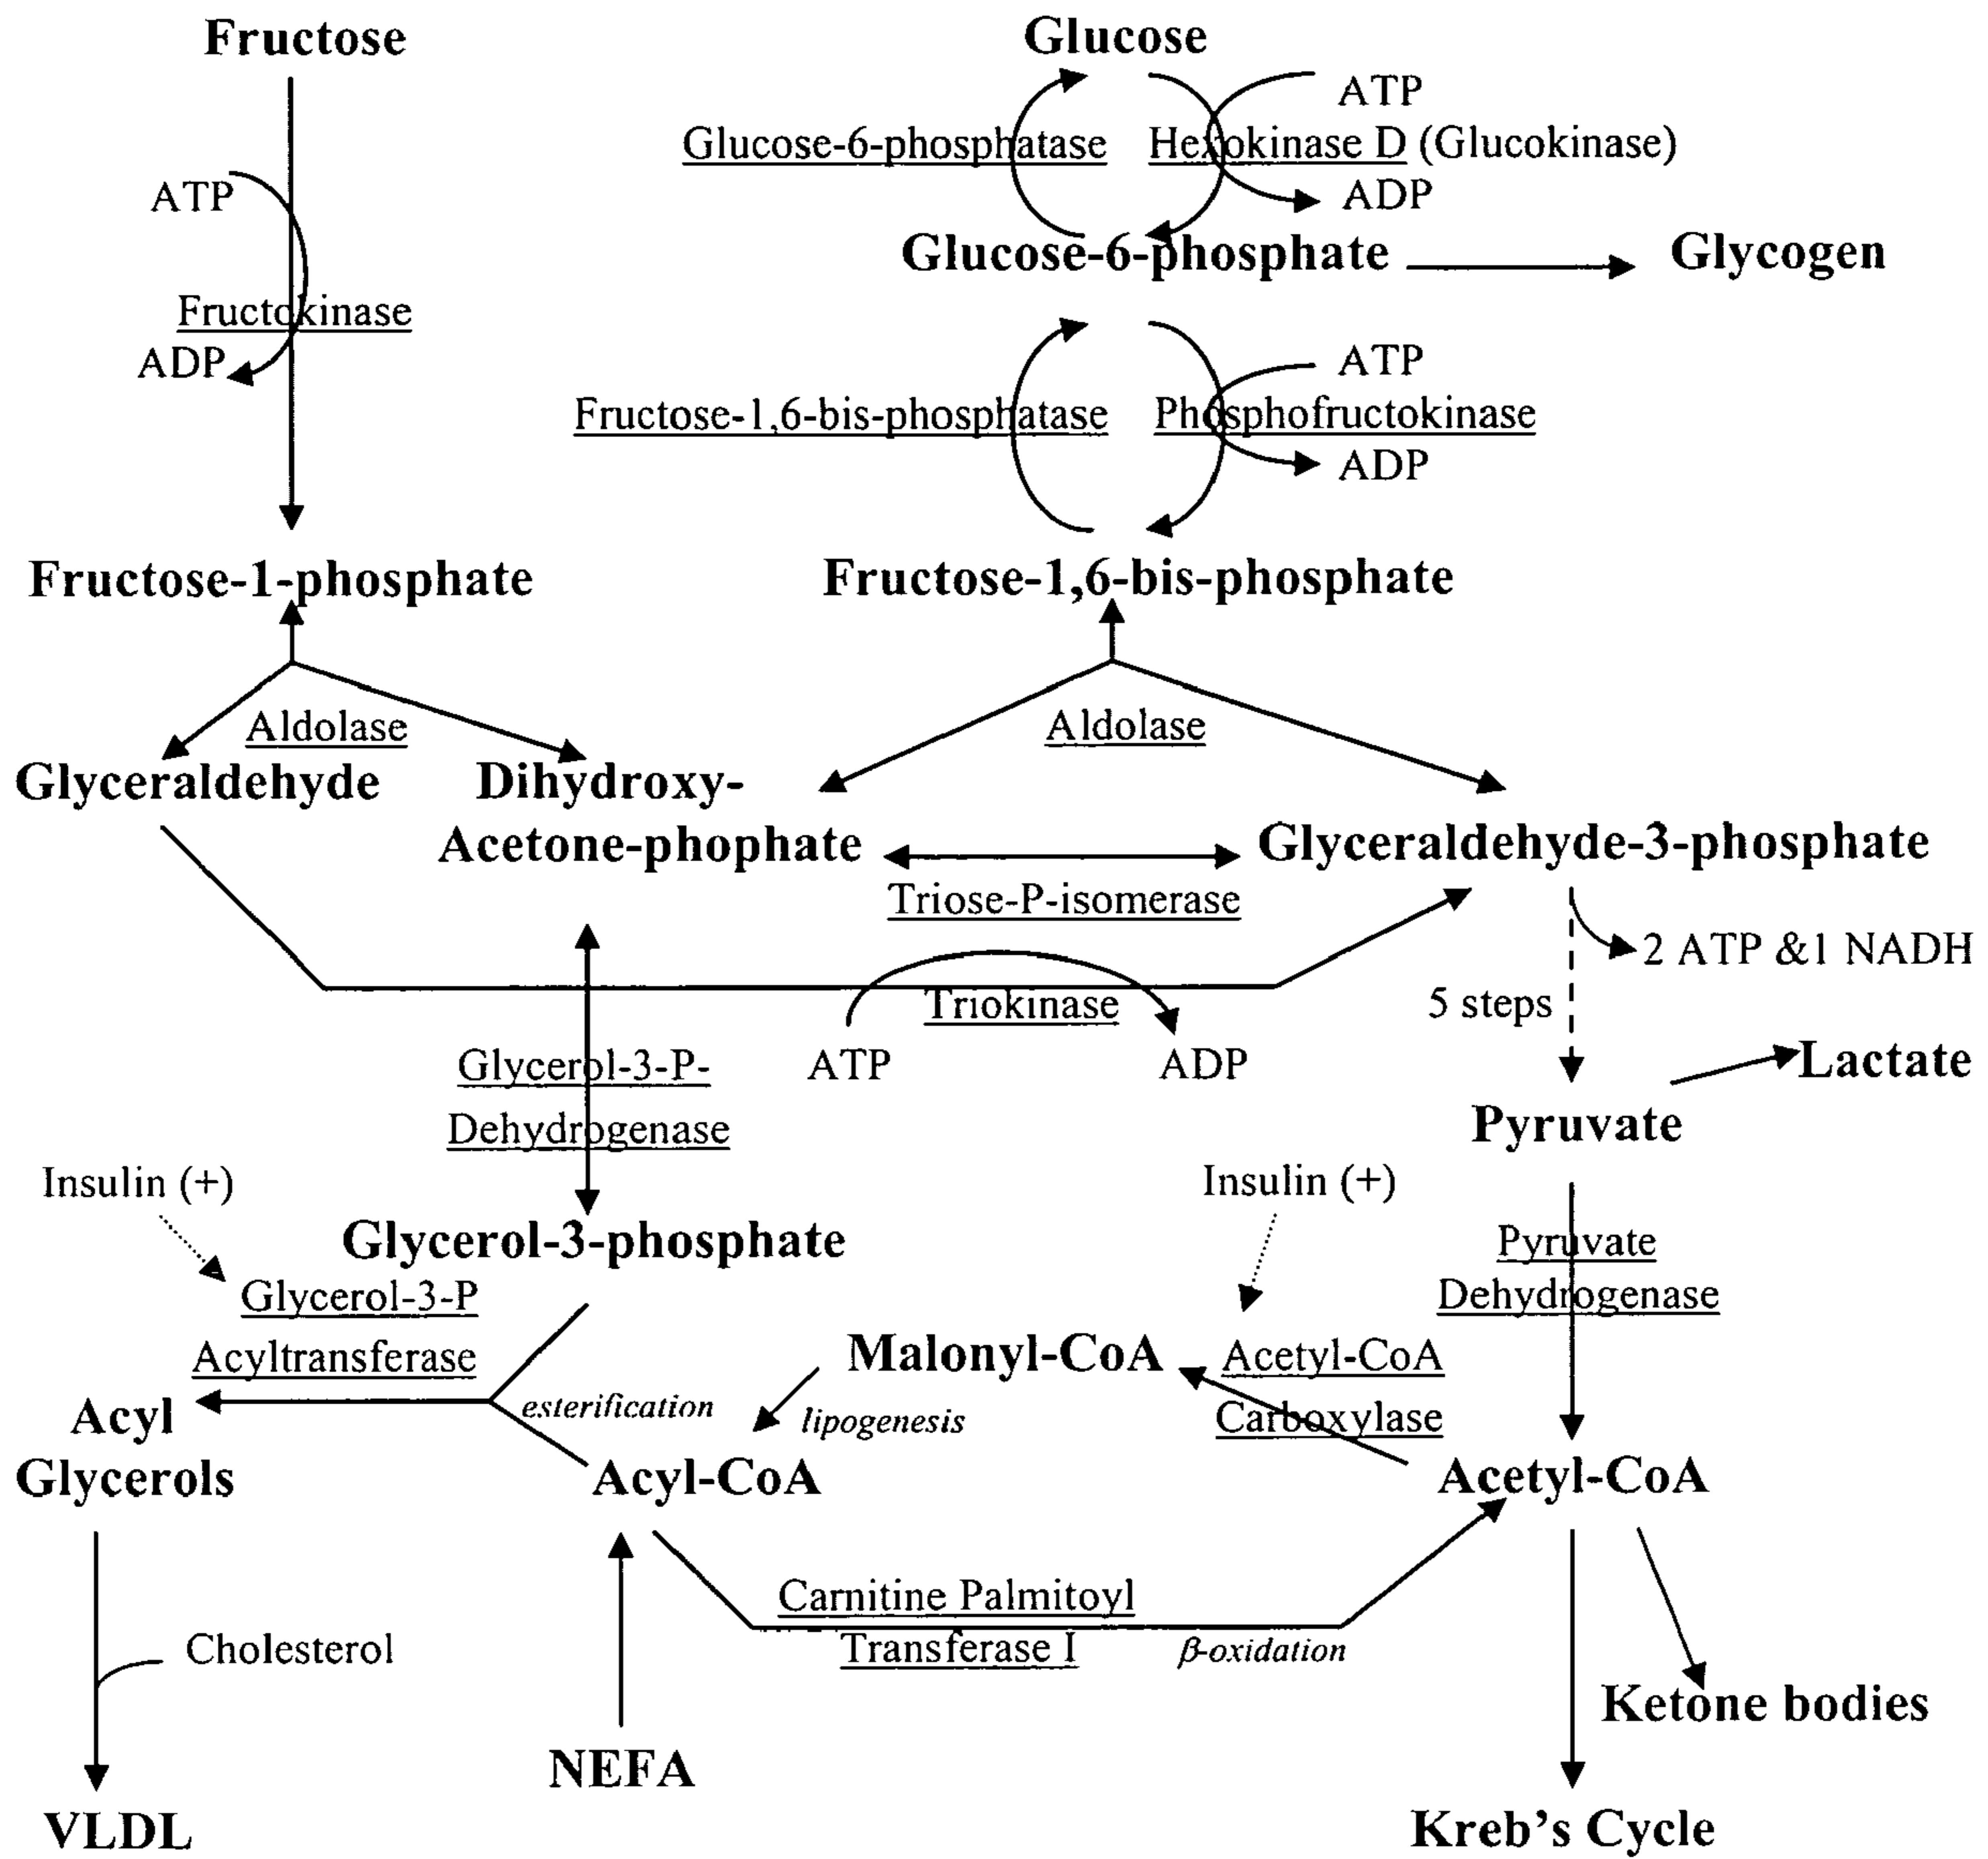 Fructose
Glucose
ATP
Glucose-6-phosphatase
Hexokinase D (Glucokinase)
ADP
ATP
Glucose-6-phosphate
Glycogen
Fructokinase
ADP
ATP
Fructose-1,6-bis-phosphatase
Phosphofructokinase
ADP
Fructose-1-phosphate
Fructose-1,6-bis-phosphate
Aldolase
Aldolase
Glyceraldehyde
Dihydroxy-
Acetone-phophate
Glyceraldehyde-3-phosphate
Triose-P-isomerase
2 ATP &1 NADH
5 steps
Triokinase
ATP
ADP
Glycerol-3-P-
Dehydrogenase
Lactate
Pyruvate
Insulin (+)
Insulin (+)
Glycerol-3-phosphate
Pyruvate
Dehydrogenase
Glycerol-3-P
Acyltransferase
Malonyl-CoA
Acetyl-CoA
Carboxylase
esterification
lipogenesis
Acyl
Glycerols
Acyl-CoA
Acetyl-CoA
Carnitine Palmitoyl
Transferase I
β-oxidation
Cholesterol
Ketone bodies
NEFA
VLDL
Kreb's Cycle